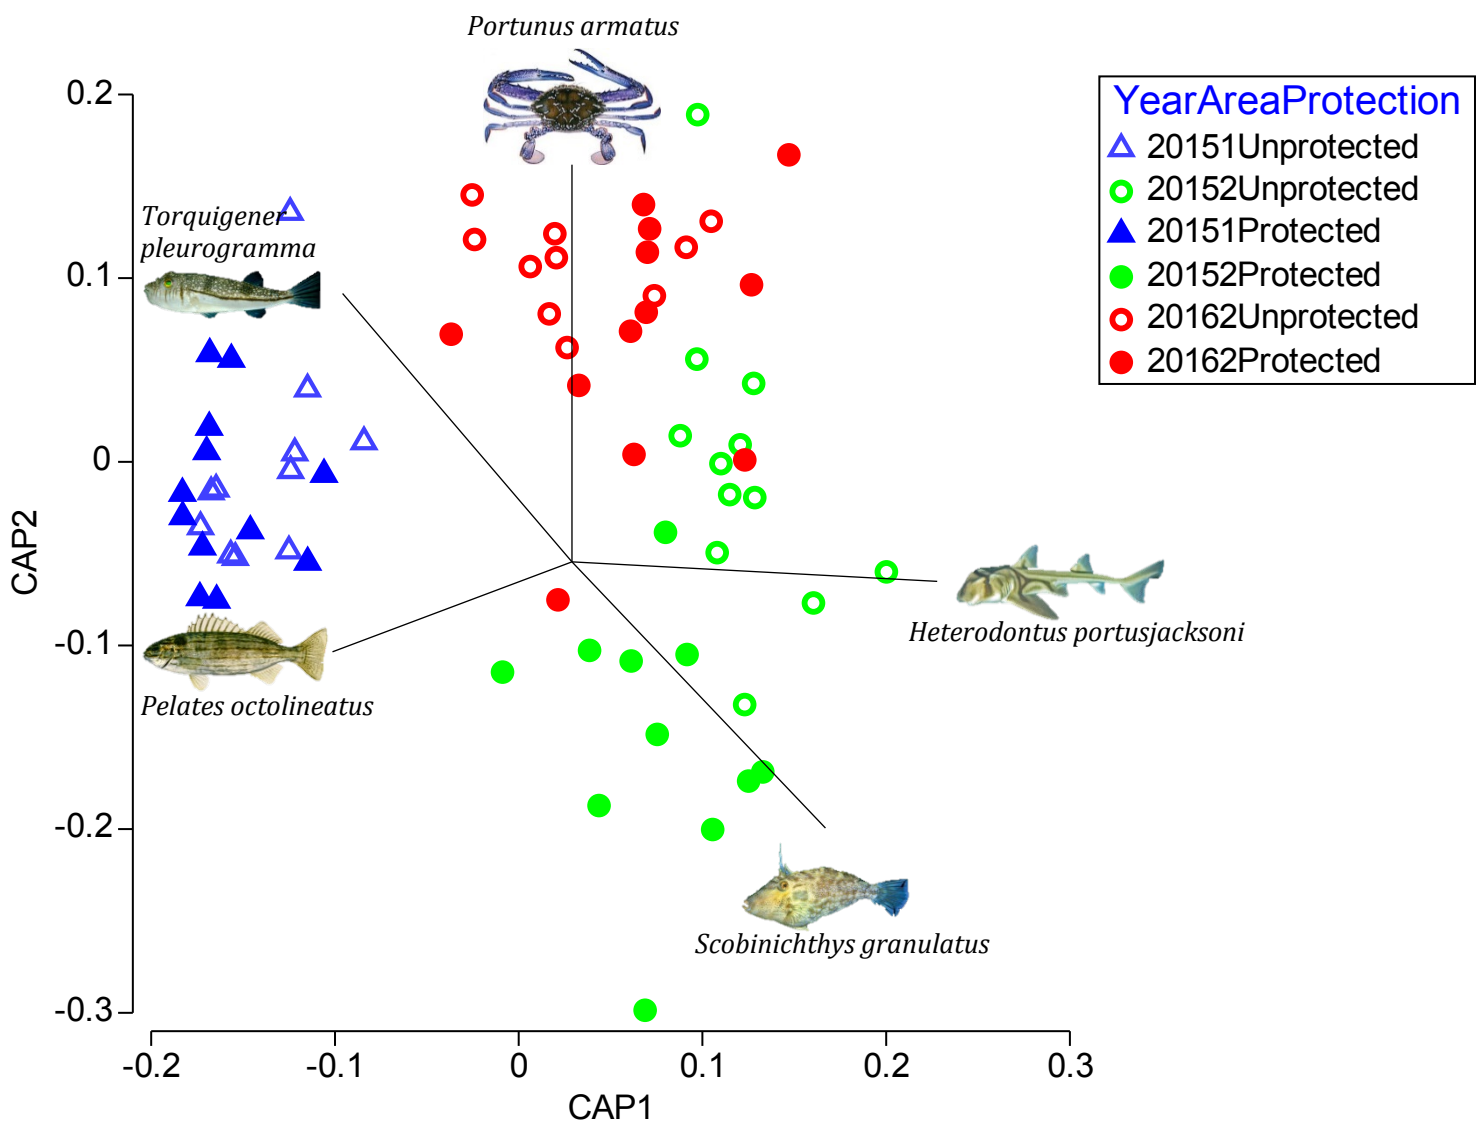 Portunus armatus
0.2
YearAreaProtection
20151Unprotected
20152Unprotected
20151Protected
20152Protected
20162Unprotected
20162Protected
Torquigener
pleurogramma
0.1
0
CAP2
Heterodontus portusjacksoni
-0.1
Pelates octolineatus
-0.2
Scobinichthys granulatus
-0.3
-0.2
-0.1
0
0.1
0.2
0.3
CAP1